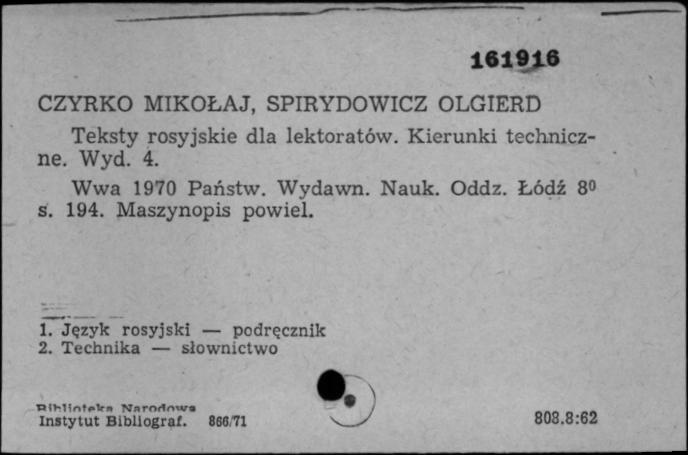 161916
CZYRKO MIKOŁAJ, SPIRYDOWICZ OLGIERD
Teksty rosyjskie dla lektoratów. Kierunki technicz-
ne. Wyd. 4.
Wwa 1970 Państw. Wydawn. Nauk. Oddz. Łódź 8⁰
s. 194. Maszynopis powiel.
1. Język rosyjski — podręcznik
2. Technika — słownictwo
Biblioteka Narodowa
Instytut Bibliograf. 866/71 808.8:62